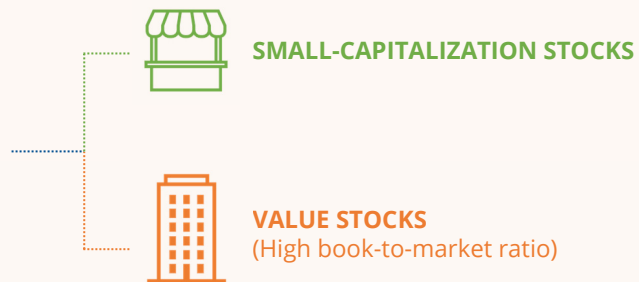 SMALL-CAPITALIZATION STOCKS
VALUE STOCKS
(High book-to-market ratio)